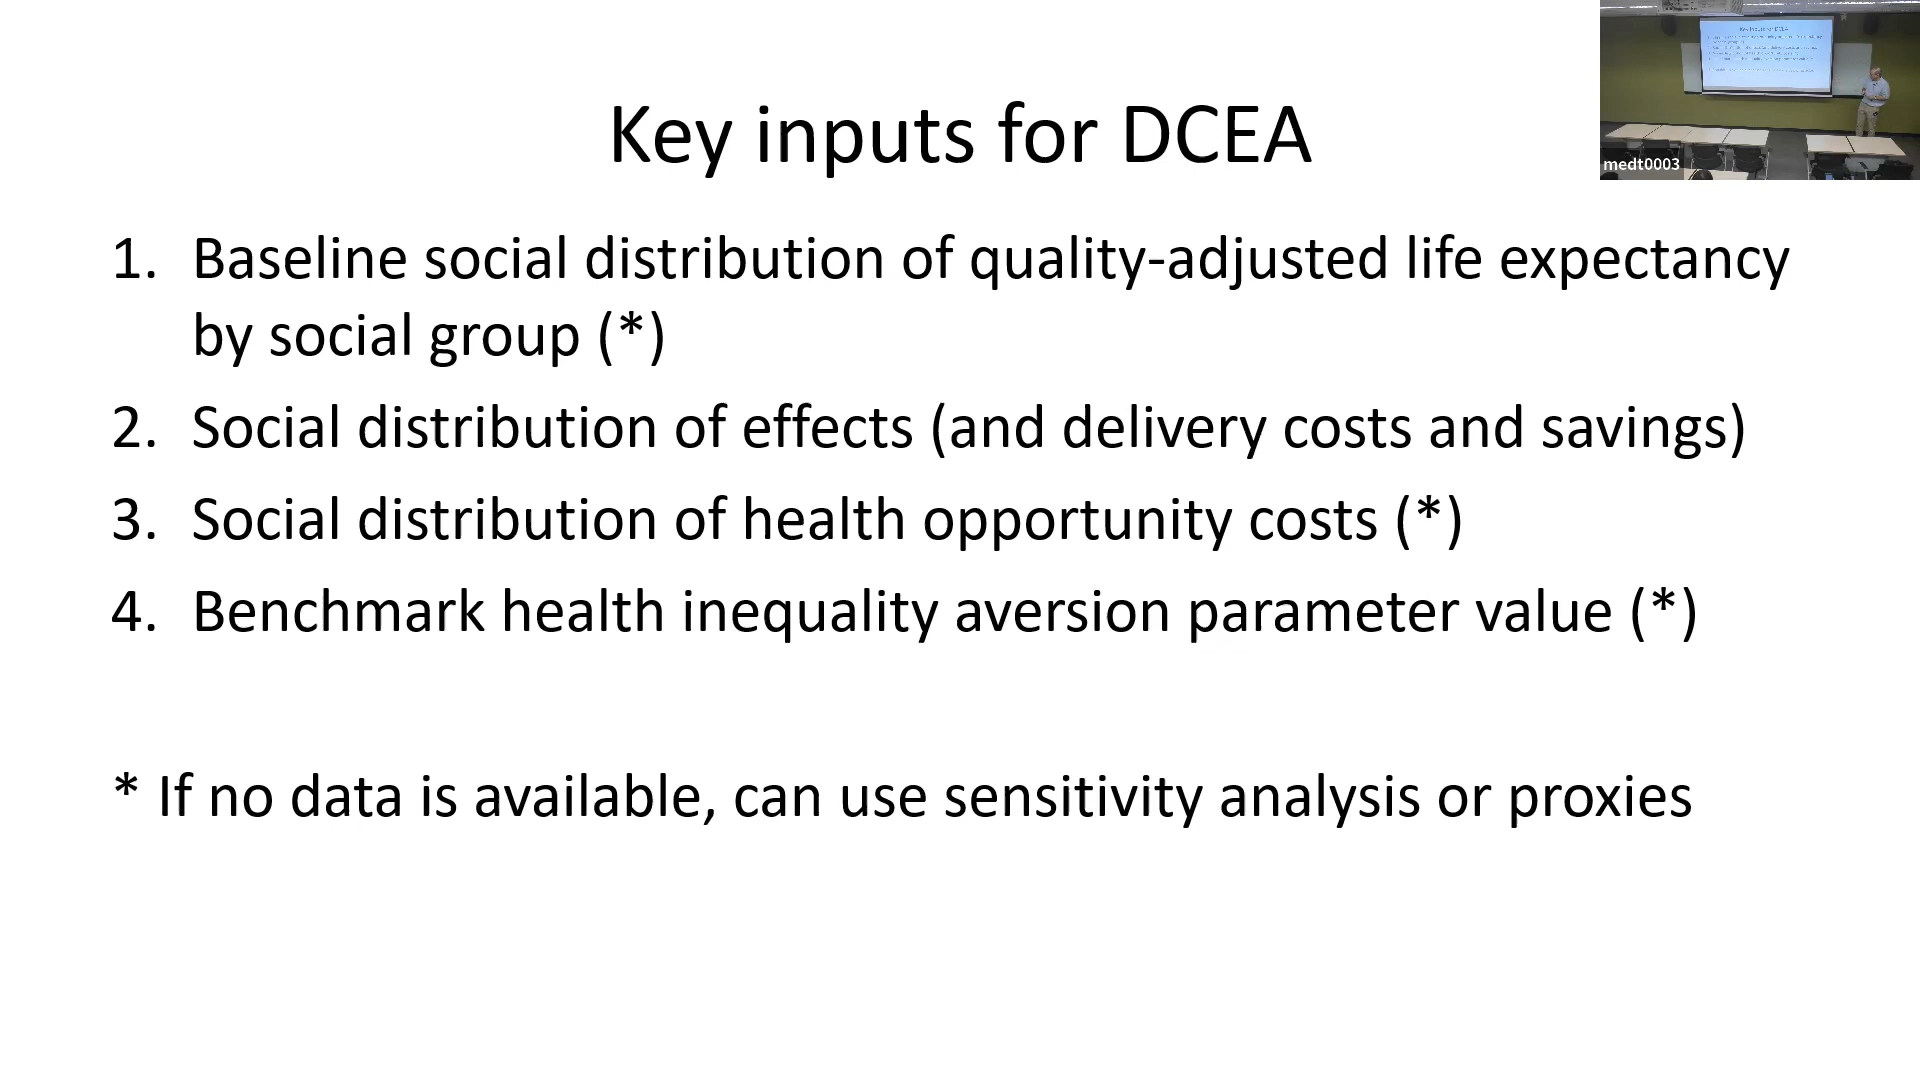 Key inputs for DCEA
medt0003
1. Baseline social distribution of quality-adjusted life expectancy
by social group (*)
2. Social distribution of effects (and delivery costs and savings)
3. Social distribution of health opportunity costs (*)
4. Benchmark health inequality aversion parameter value (*)
* If no data is available, can use sensitivity analysis or proxies